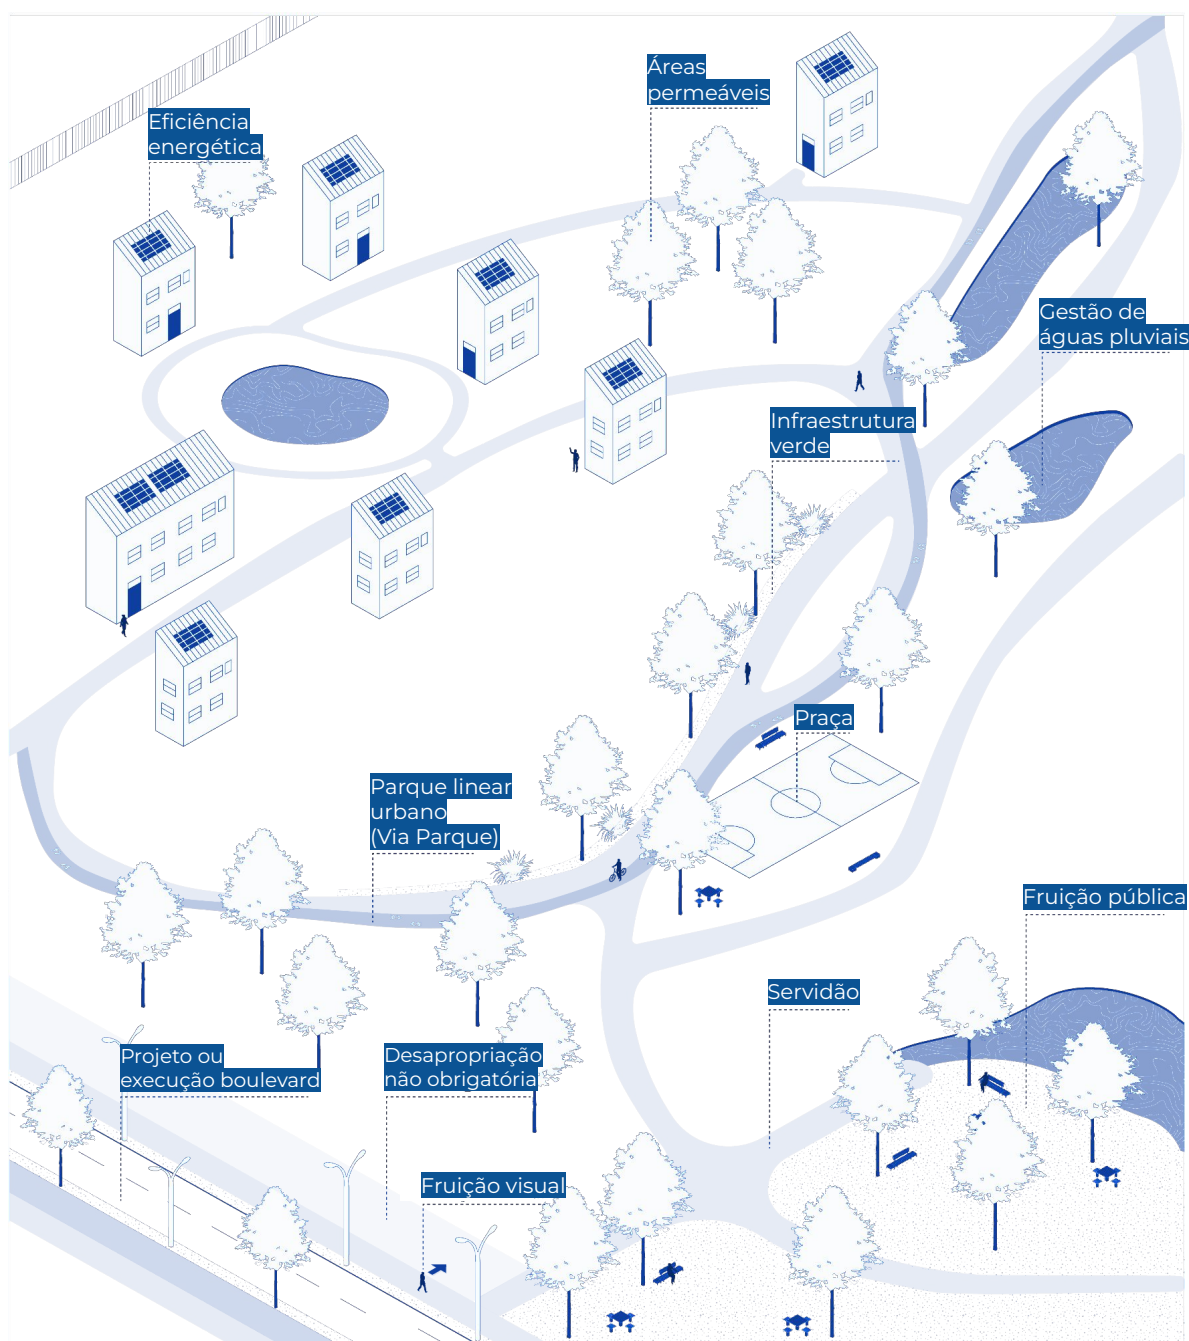 Áreas
permeáveis
Eficiência
energética
Gestão de
águas pluviais
Infraestrutura
verde
Praça
Parque linear
urbano
(Via Parque)
Fruição pública
Servidão
Projeto ou
execução boulevard
Desapropriação
não obrigatória
Fruição visual